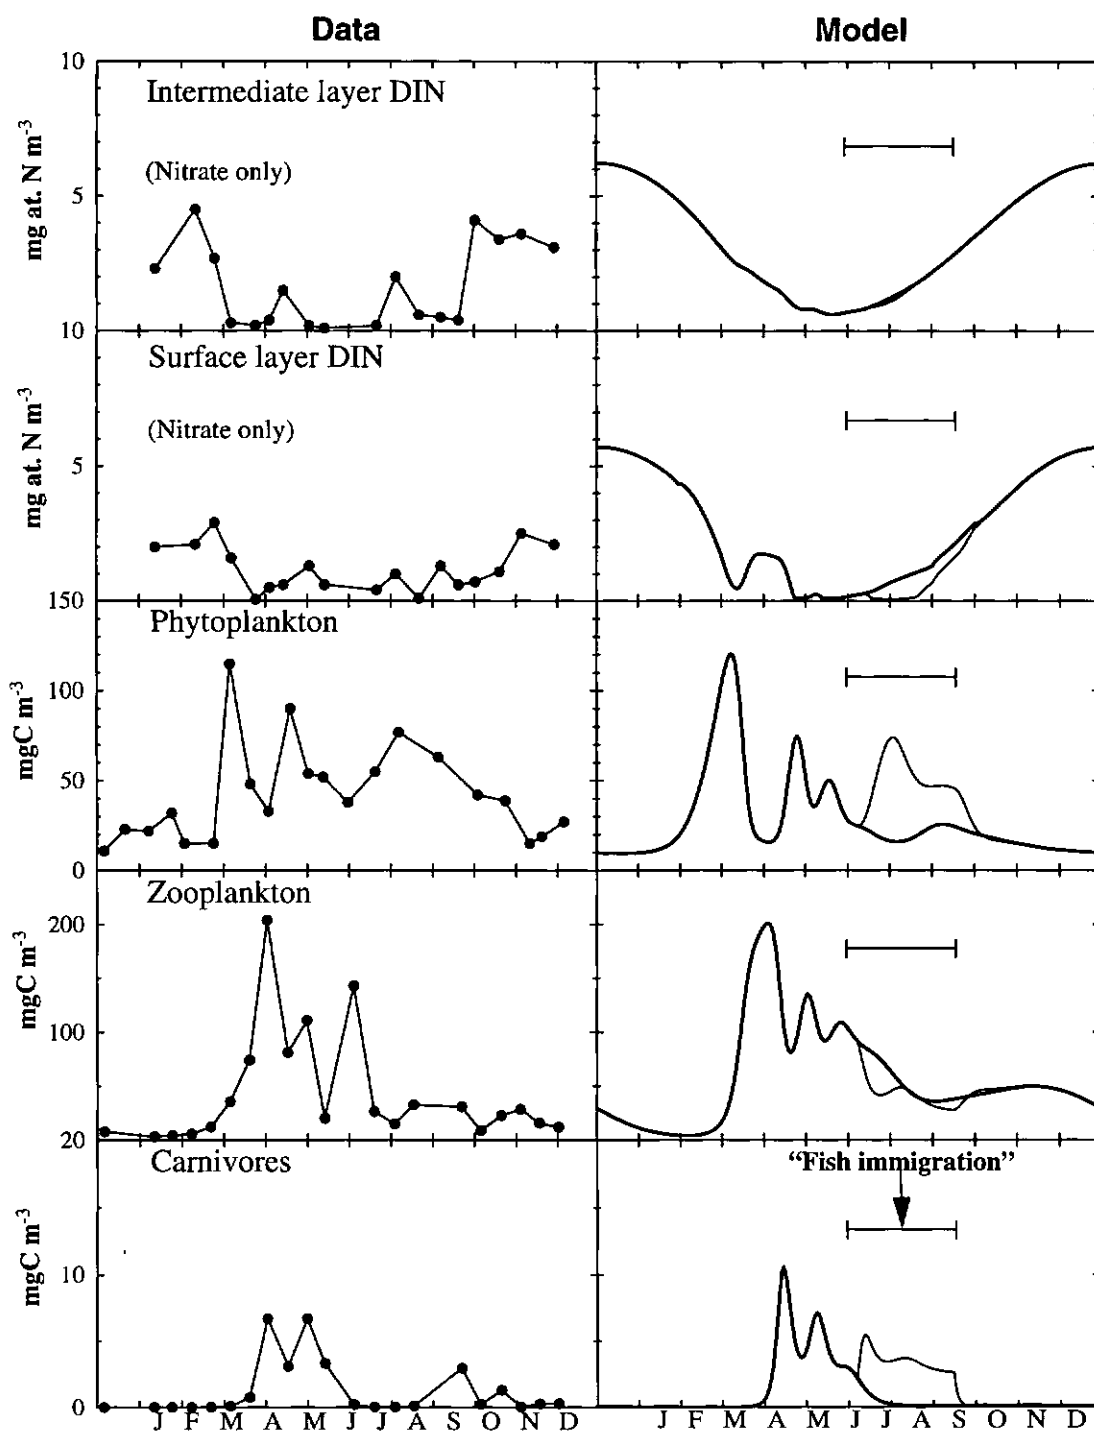 Data
Model
10
Intermediate layer DIN
(Nitrate only)
5
mg at. N m-3
10
Surface layer DIN
(Nitrate only)
5
mg at. N m-3
150
Phytoplankton
100
mgC m-3
50
0
Zooplankton
200
mgC m-3
100
20
Carnivores
“Fish immigration”
mgC m-3
10
0
J F M A M J J A S O N D
J F M A M J J A S O N D